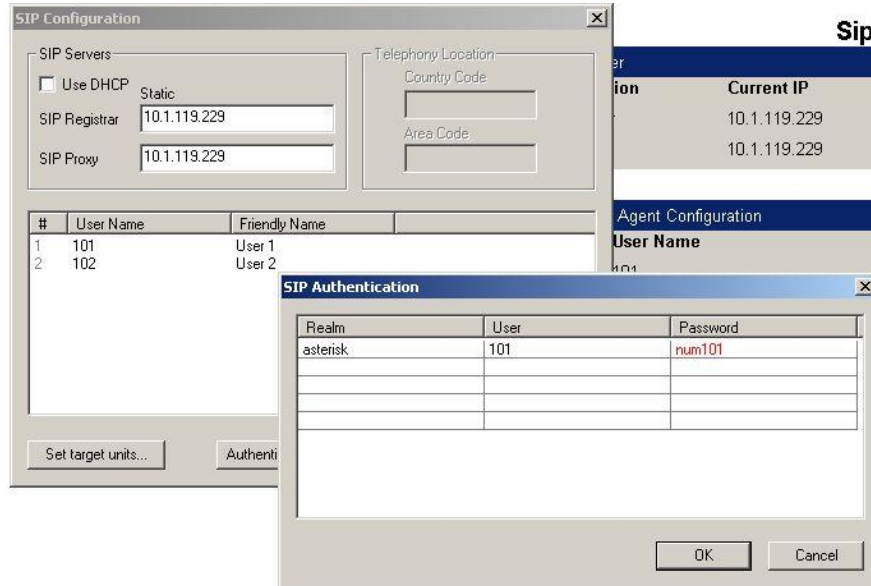 SIP Configuration
SIP Servers
Use DHCP
Static
SIP Registrar 10.1.119.229
SIP Proxy 10.1.119.229
Telephony Location
Country Code
Area Code
# User Name Friendly Name
1 101 User 1
2 102 User 2
Set target units...
Authenti
Sip
er
ion Current IP
10.1.119.229
10.1.119.229
Agent Configuration
User Name
101
SIP Authentication
Realm User Password
asterisk 101 num101
OK Cancel